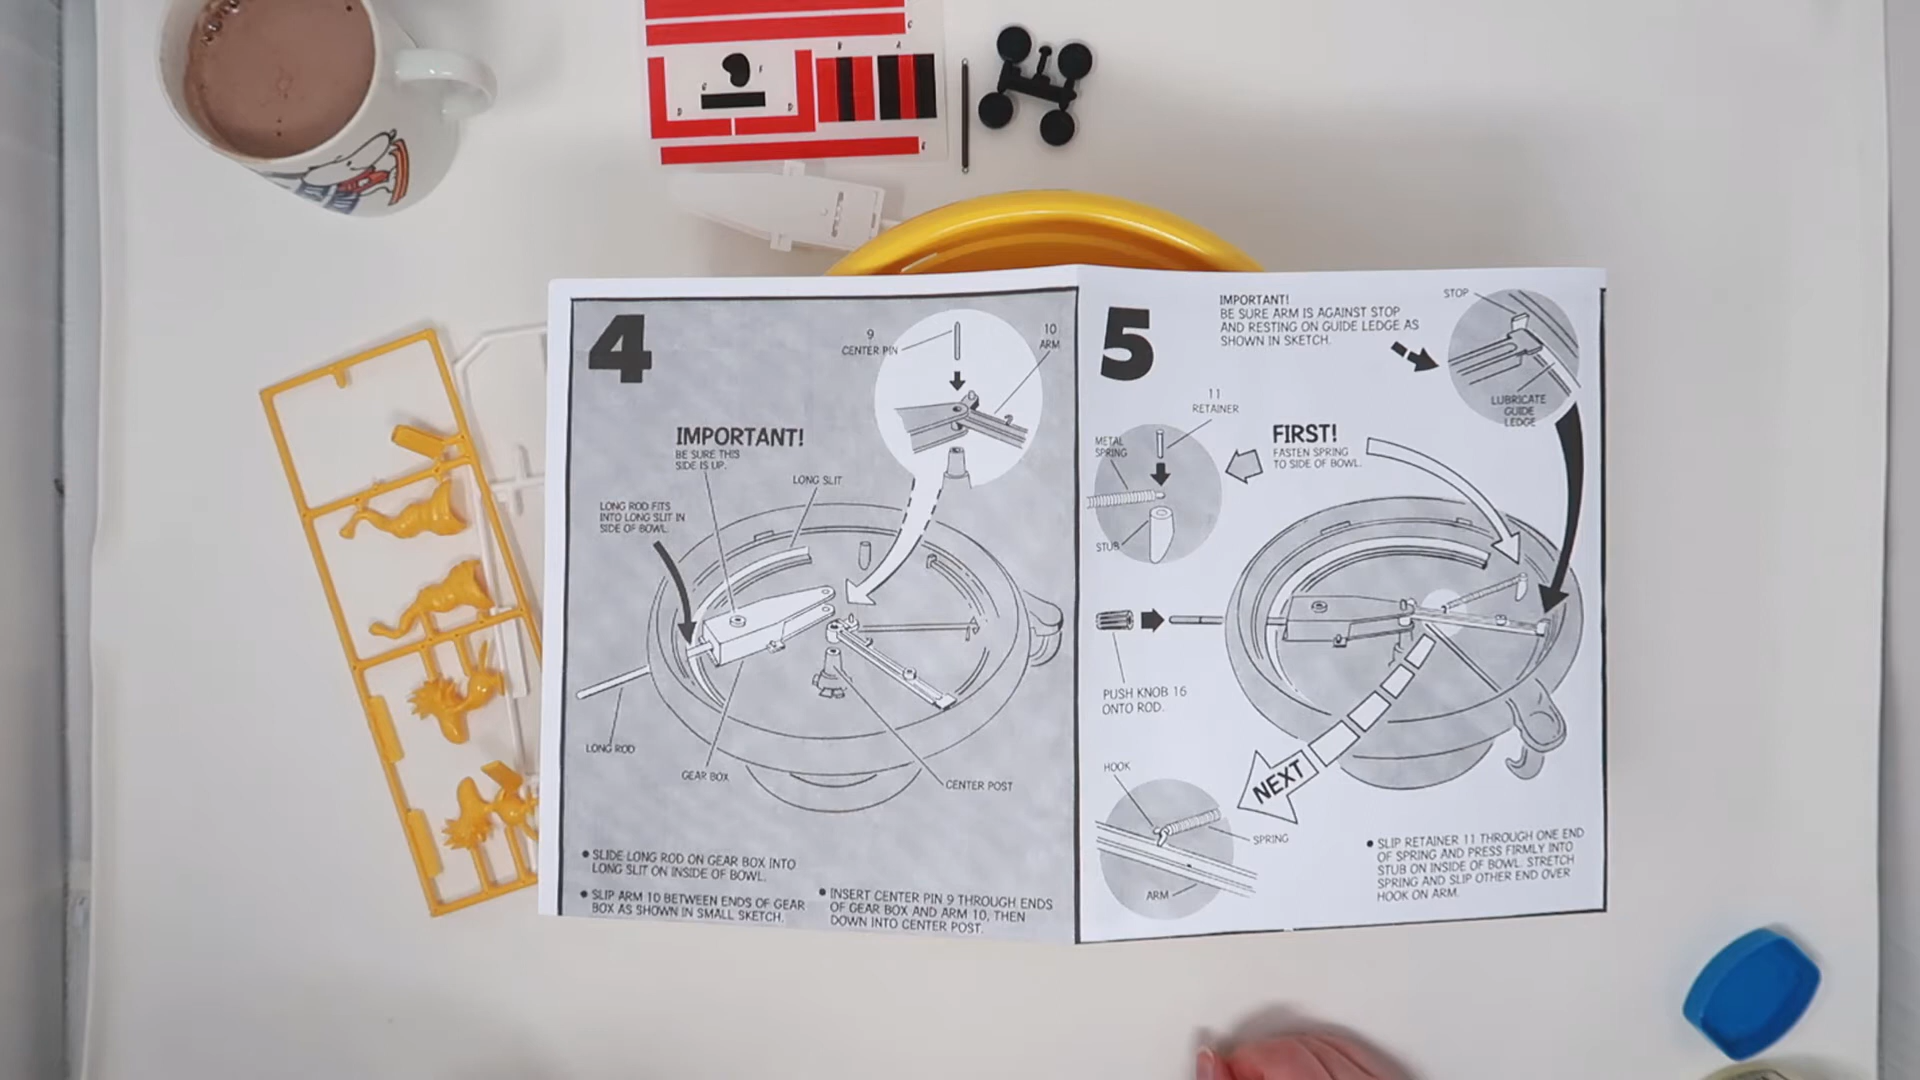 C
B
A
F
G
D
D
E
4
9
CENTER PIN
10
ARM
IMPORTANT!
BE SURE THIS
SIDE IS UP.
LONG SLIT
LONG ROD FITS
INTO LONG SLIT IN
SIDE OF BOWL.
LONG ROD
GEAR BOX
CENTER POST
● SLIDE LONG ROD ON GEAR BOX INTO
LONG SLIT ON INSIDE OF BOWL.
● SLIP ARM 10 BETWEEN ENDS OF GEAR
BOX AS SHOWN IN SMALL SKETCH.
● INSERT CENTER PIN 9 THROUGH ENDS
OF GEAR BOX AND ARM 10, THEN
DOWN INTO CENTER POST.
5
IMPORTANT!
BE SURE ARM IS AGAINST STOP
AND RESTING ON GUIDE LEDGE AS
SHOWN IN SKETCH.
STOP
LUBRICATE
GUIDE
LEDGE
11
RETAINER
METAL
SPRING
STUB
FIRST!
FASTEN SPRING
TO SIDE OF BOWL.
PUSH KNOB 16
ONTO ROD.
NEXT
HOOK
SPRING
ARM
● SLIP RETAINER 11 THROUGH ONE END
OF SPRING AND PRESS FIRMLY INTO
STUB ON INSIDE OF BOWL. STRETCH
SPRING AND SLIP OTHER END OVER
HOOK ON ARM.